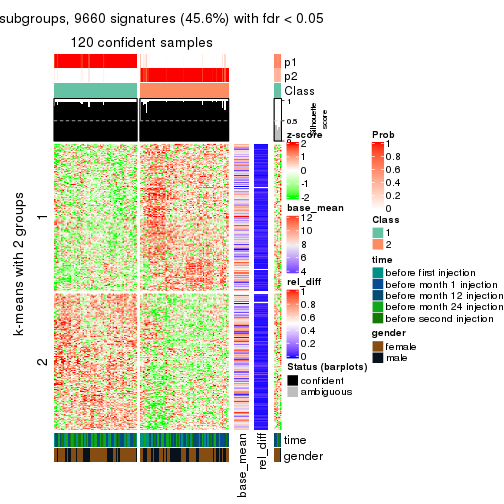 subgroups, 9660 signatures (45.6%) with fdr < 0.05
120 confident samples
p1
p2
Class
1
0.5
0
Silhouette
score
k-means with 2 groups
1
2
z-score
2
1
0
-1
-2
base_mean
12
10
8
6
4
rel_diff
1
0.8
0.6
0.4
0.2
0
Status (barplots)
confident
ambiguous
Prob
1
0.8
0.6
0.4
0.2
0
Class
1
2
time
before first injection
before month 1 injection
before month 12 injection
before month 24 injection
before second injection
gender
female
male
time
gender
base_mean
rel_diff